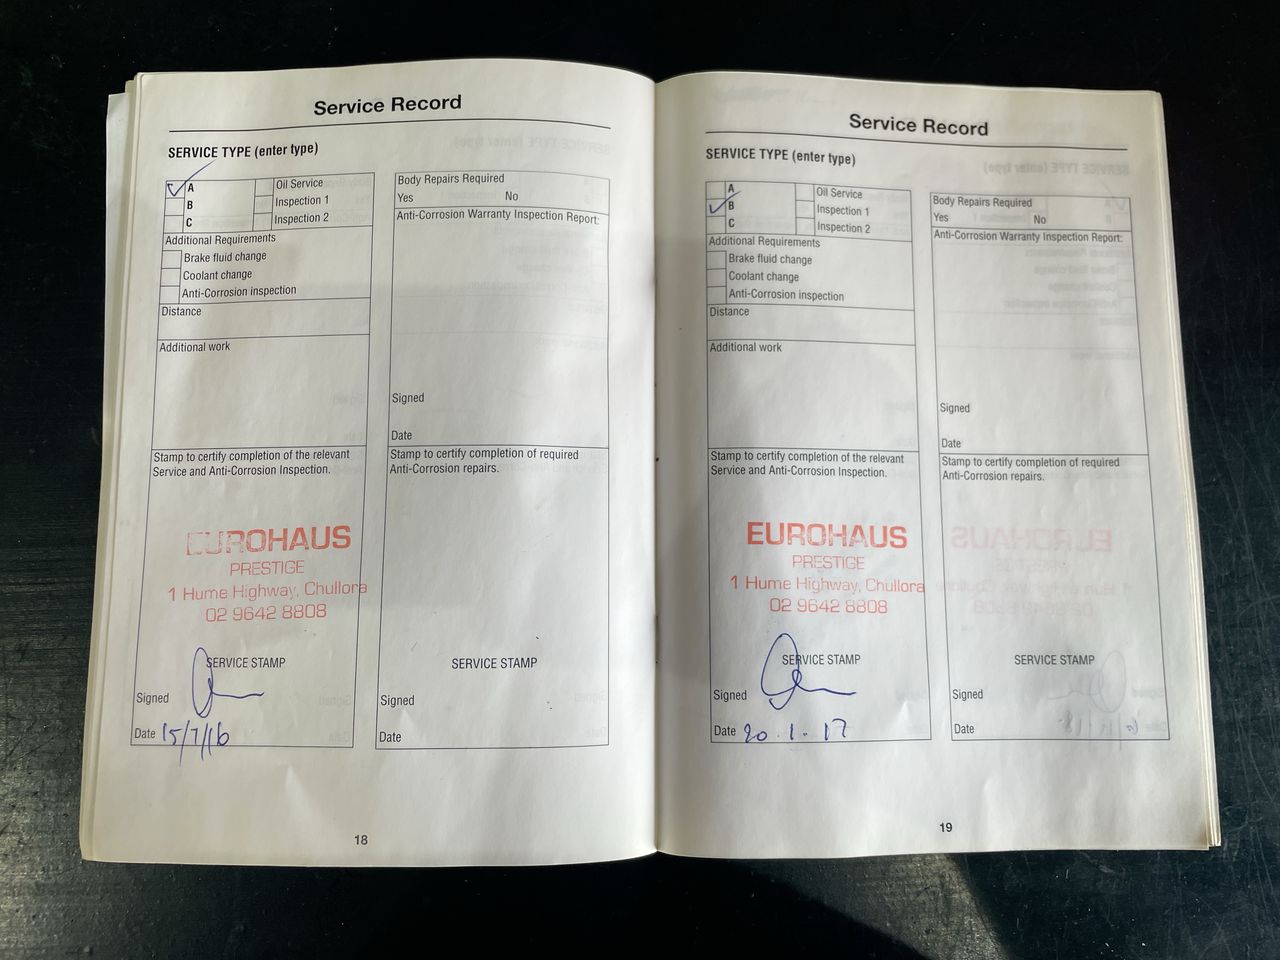 Service Record
SERVICE TYPE (enter type)
A
B
C
Oil Service
Inspection 1
Inspection 2
Additional Requirements
Brake fluid change
Coolant change
Anti-Corrosion inspection
Distance
Additional work
Stamp to certify completion of the relevant
Service and Anti-Corrosion Inspection.
EUROHAUS
PRESTIGE
1 Hume Highway, Chullora
02 9642 8808
SERVICE STAMP
Signed
Date 15/7/16
Body Repairs Required
Yes No
Anti-Corrosion Warranty Inspection Report:
Signed
Date
Stamp to certify completion of required
Anti-Corrosion repairs.
SERVICE STAMP
Signed
Date
18
Service Record
SERVICE TYPE (enter type)
A
B
C
Oil Service
Inspection 1
Inspection 2
Additional Requirements
Brake fluid change
Coolant change
Anti-Corrosion inspection
Distance
Additional work
Stamp to certify completion of the relevant
Service and Anti-Corrosion Inspection.
EUROHAUS
PRESTIGE
1 Hume Highway, Chullora
02 9642 8808
SERVICE STAMP
Signed
Date 20.1.17
Body Repairs Required
Yes No
Anti-Corrosion Warranty Inspection Report:
Signed
Date
Stamp to certify completion of required
Anti-Corrosion repairs.
SERVICE STAMP
Signed
Date
19